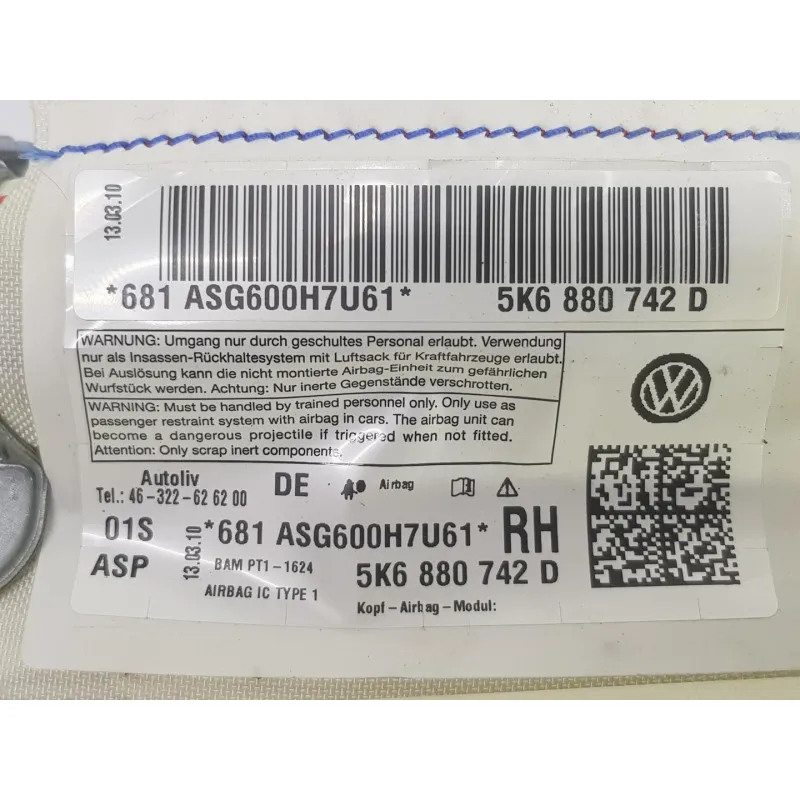 13.03.10
*681 ASG600H7U61* 5K6 880 742 D
WARNUNG: Umgang nur durch geschultes Personal erlaubt. Verwendung
nur als Insassen-Rückhaltesystem mit Luftsack für Kraftfahrzeuge erlaubt.
Bei Auslösung kann die nicht montierte Airbag-Einheit zum gefährlichen
Wurfstück werden. Achtung: Nur inerte Gegenstände verschrotten.
WARNING: Must be handled by trained personnel only. Only use as
passenger restraint system with airbag in cars. The airbag unit can
become a dangerous projectile if triggered when not fitted.
Attention: Only scrap inert components.
VW
Autoliv DE Airbag
Tel.: 46-322-62 62 00
01S 13.03.10 *681 ASG600H7U61* RH
ASP BAM PT1-1624 5K6 880 742 D
AIRBAG IC TYPE 1 Kopf-Airbag-Modul: